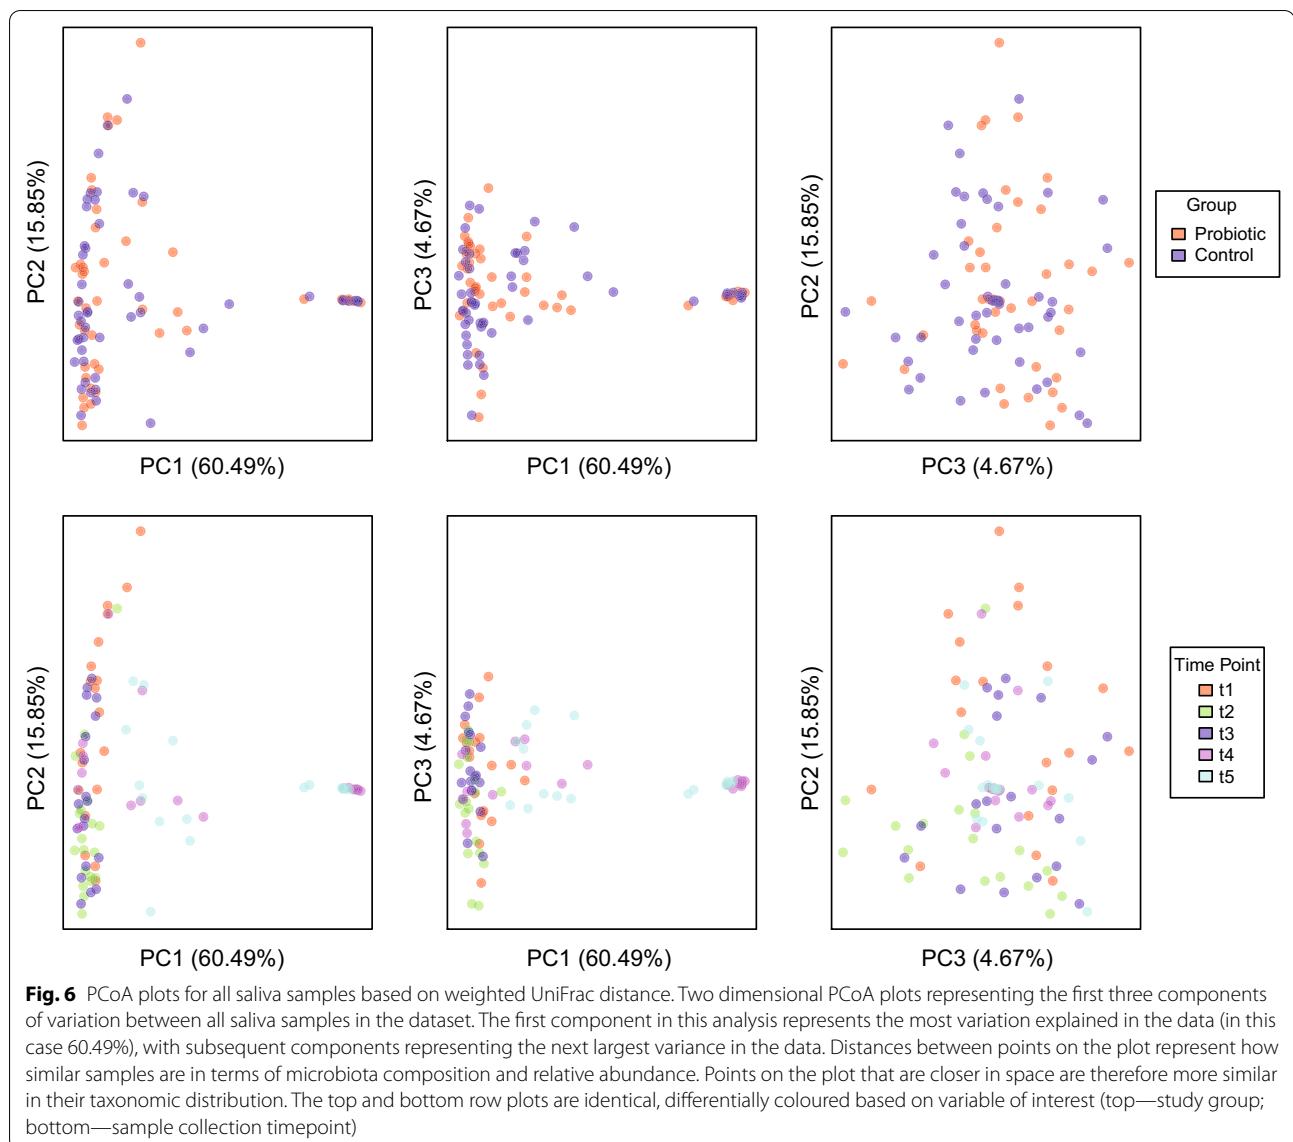 PC2 (15.85%)
PC1 (60.49%)
PC3 (4.67%)
PC1 (60.49%)
PC2 (15.85%)
PC3 (4.67%)
Group
Probiotic
Control
PC2 (15.85%)
PC1 (60.49%)
PC3 (4.67%)
PC1 (60.49%)
PC2 (15.85%)
PC3 (4.67%)
Time Point
t1
t2
t3
t4
t5
Fig. 6 PCoA plots for all saliva samples based on weighted UniFrac distance. Two dimensional PCoA plots representing the first three components
of variation between all saliva samples in the dataset. The first component in this analysis represents the most variation explained in the data (in this
case 60.49%), with subsequent components representing the next largest variance in the data. Distances between points on the plot represent how
similar samples are in terms of microbiota composition and relative abundance. Points on the plot that are closer in space are therefore more similar
in their taxonomic distribution. The top and bottom row plots are identical, differentially coloured based on variable of interest (top—study group;
bottom—sample collection timepoint)